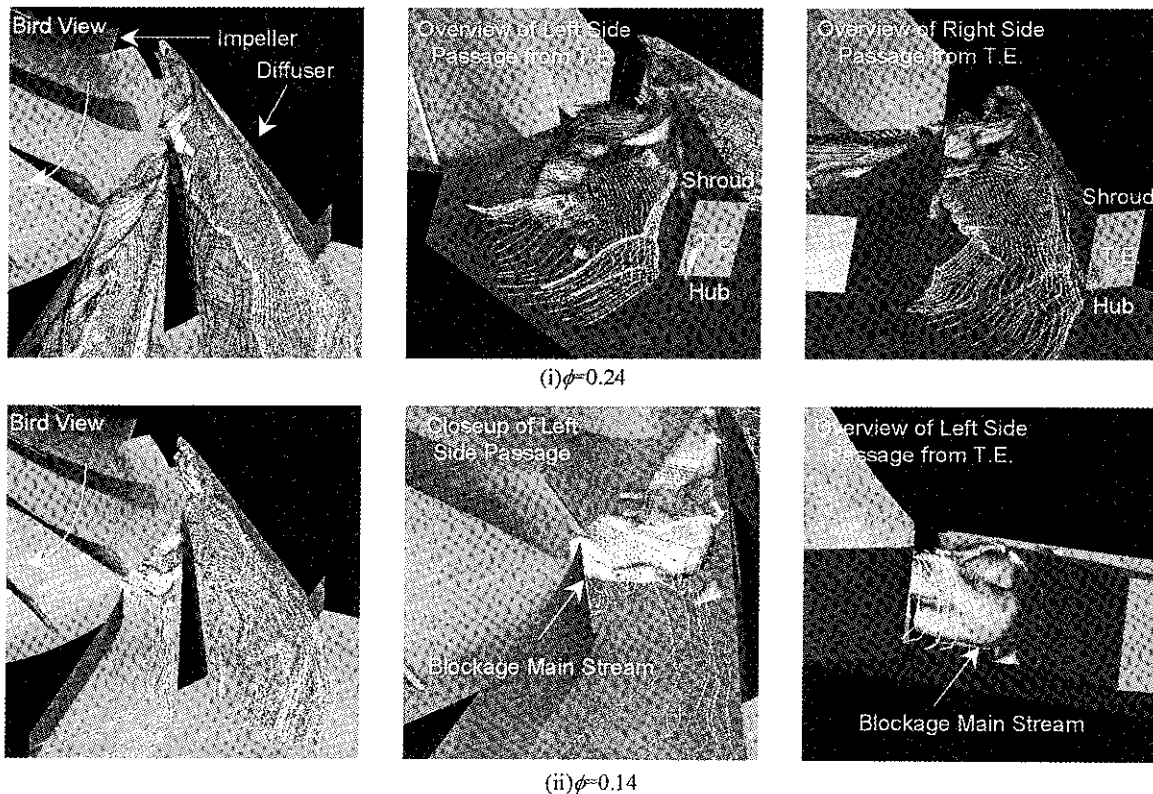 Bird View
Impeller
Diffuser
Overview of Left Side
Passage from T.E.
Shroud
T.E.
Hub
Overview of Right Side
Passage from T.E.
Shroud
T.E.
Hub
(i)ϕ=0.24
Bird View
Closeup of Left
Side Passage
Blockage Main Stream
Overview of Left Side
Passage from T.E.
Blockage Main Stream
(ii)ϕ=0.14